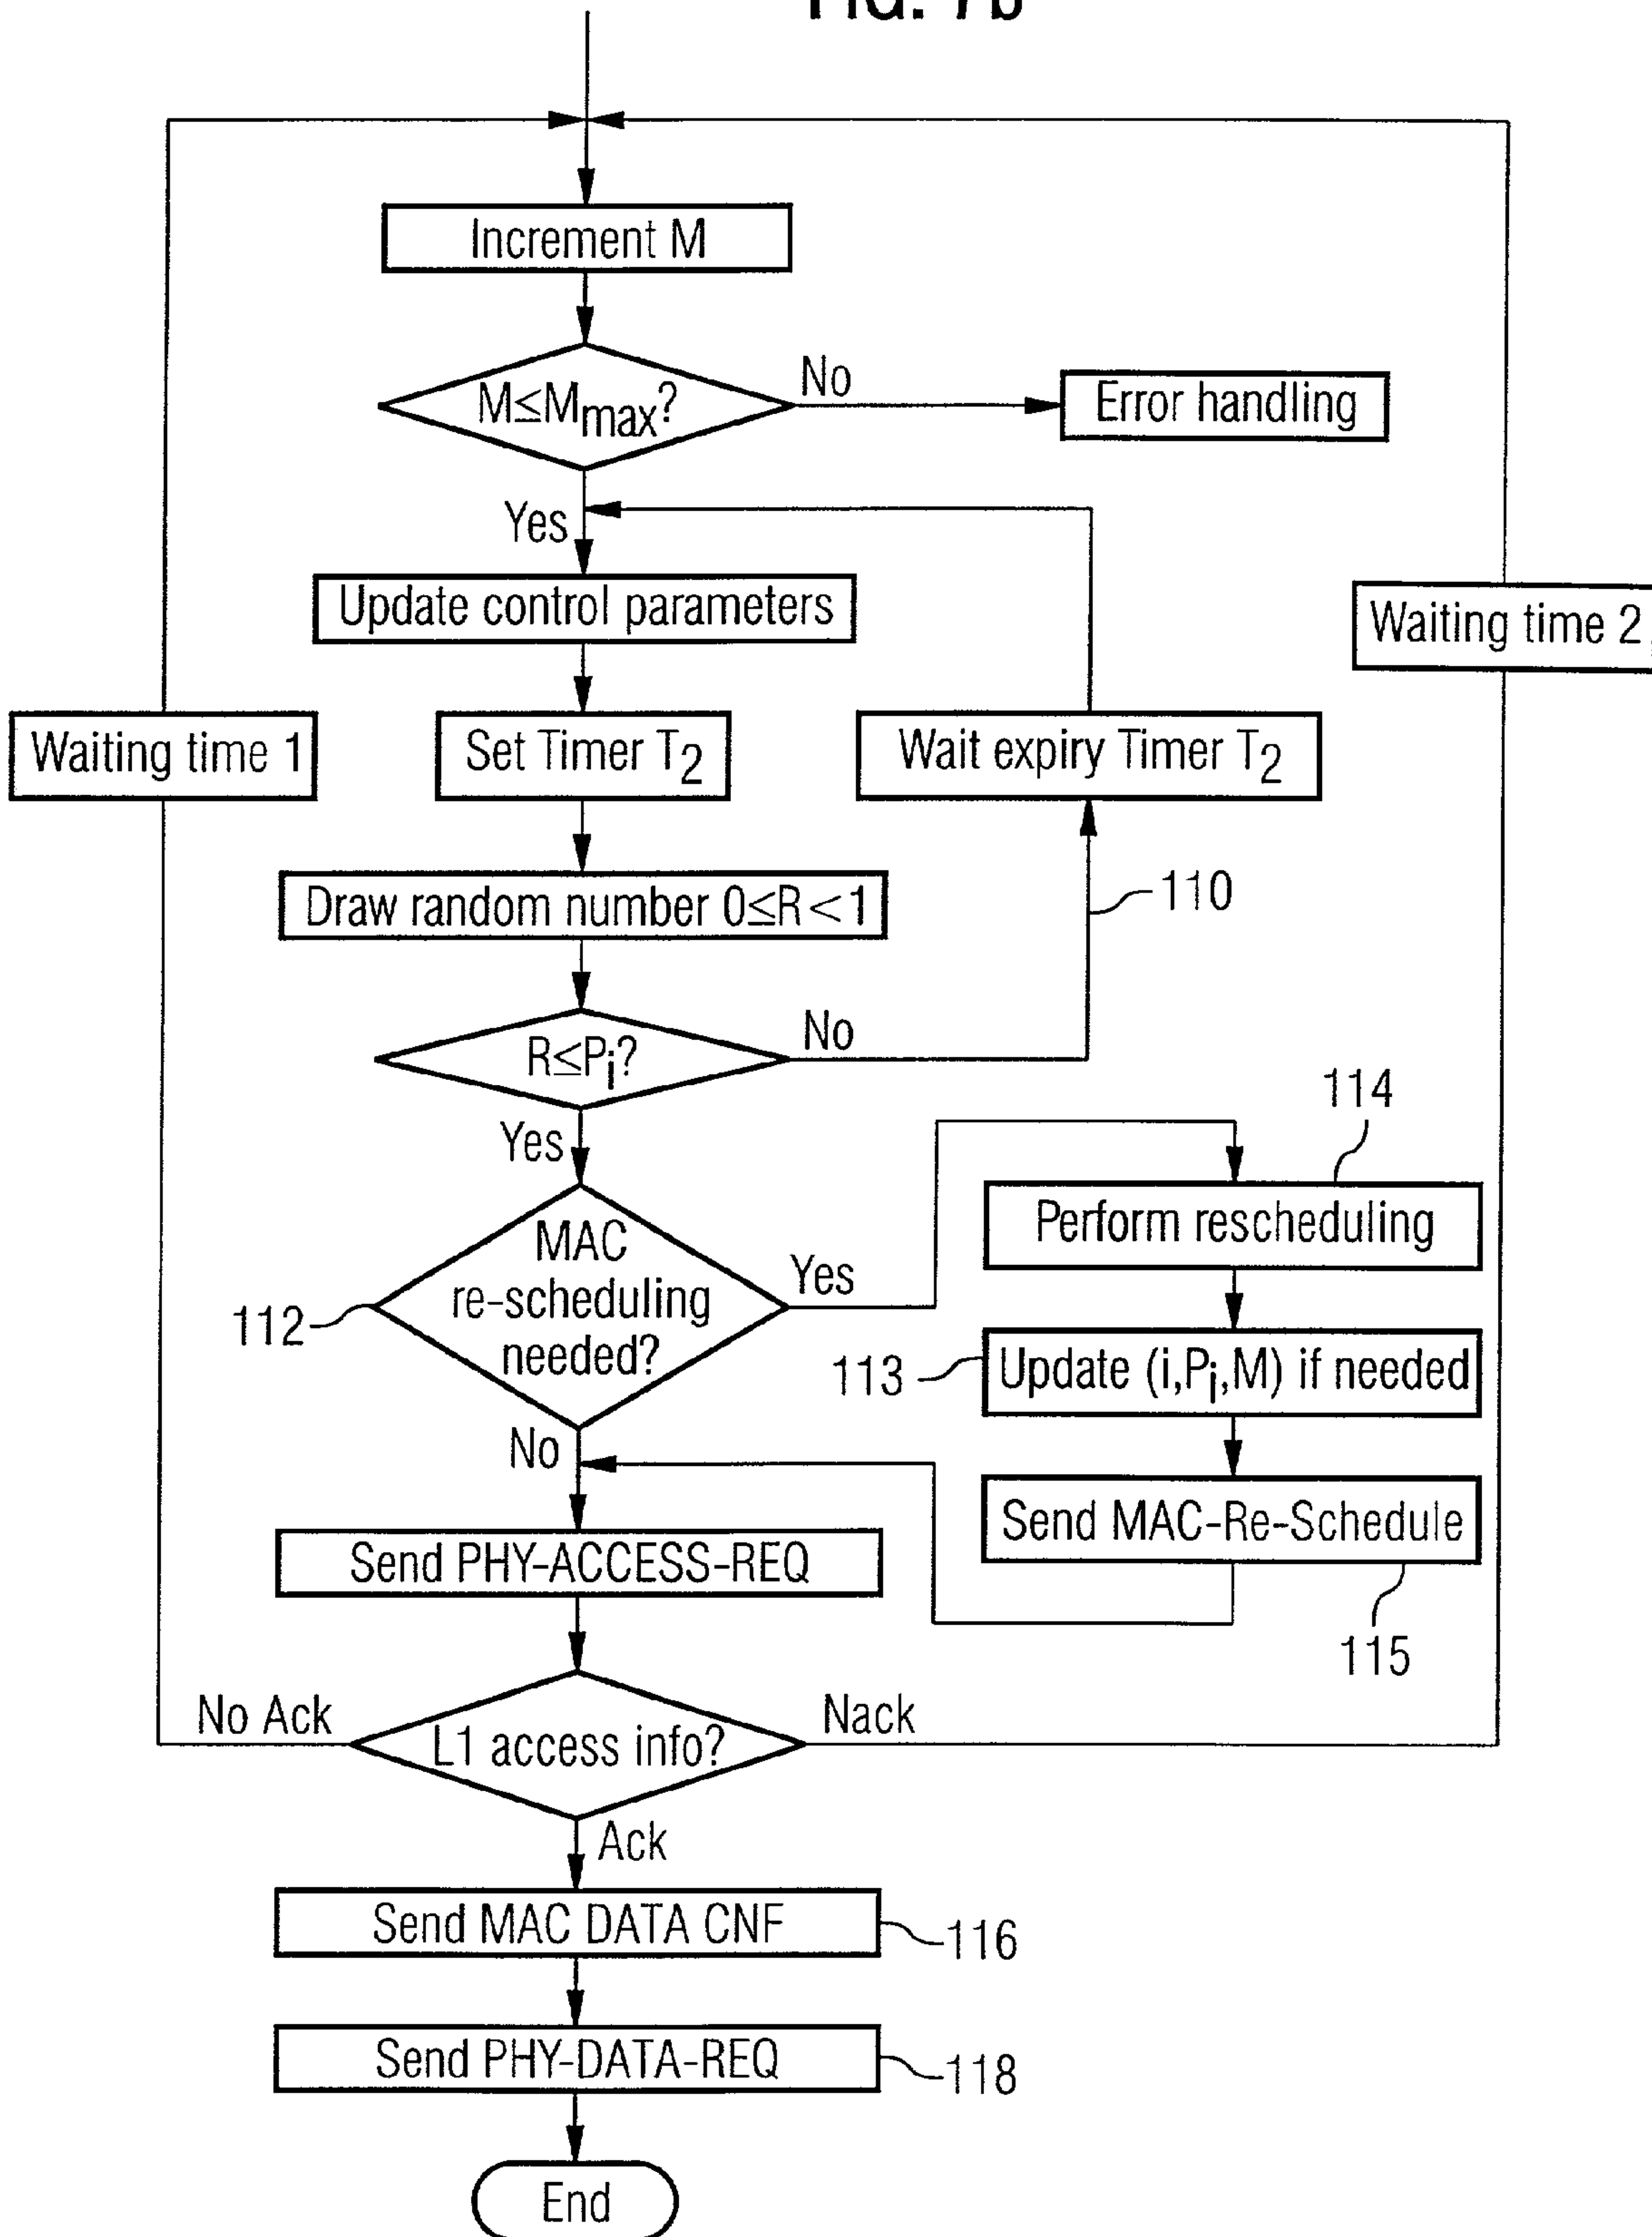 FIG. 7b
Increment M
M≤Mmax?
No
Error handling
Yes
Update control parameters
Waiting time 2
Waiting time 1
Set Timer T2
Wait expiry Timer T2
Draw random number 0≤R<1
110
R≤Pi?
No
Yes
114
MAC
re-scheduling
needed?
Yes
Perform rescheduling
112
113
Update (i,Pi,M) if needed
No
Send MAC-Re-Schedule
Send PHY-ACCESS-REQ
115
No Ack
L1 access info?
Nack
Ack
Send MAC DATA CNF
116
Send PHY-DATA-REQ
118
End